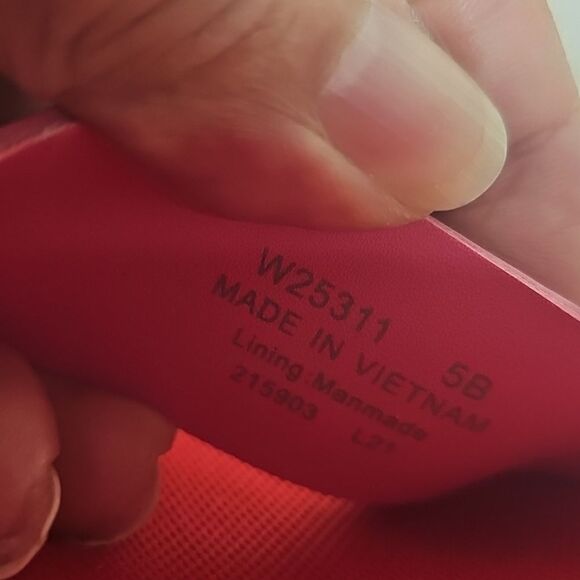 W25311 5B
MADE IN VIETNAM
Lining:Manmade
215903 L21